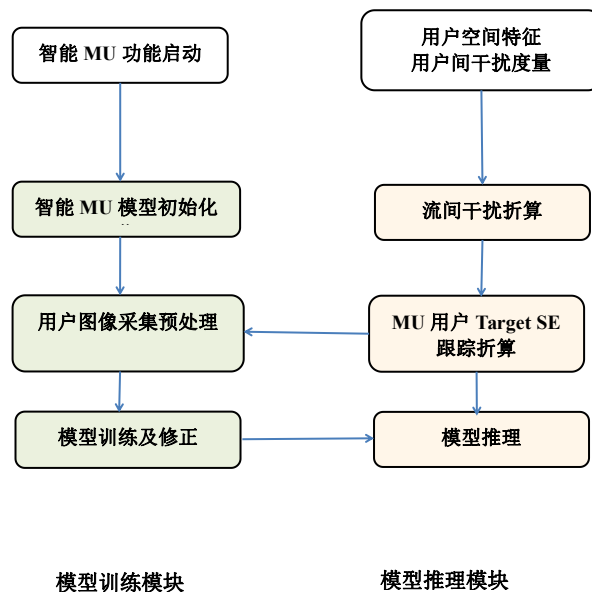 智能 MU 功能启动
用户空间特征
用户间干扰度量
智能 MU 模型初始化
流间干扰折算
用户图像采集预处理
MU 用户 Target SE
跟踪折算
模型训练及修正
模型推理
模型训练模块
模型推理模块